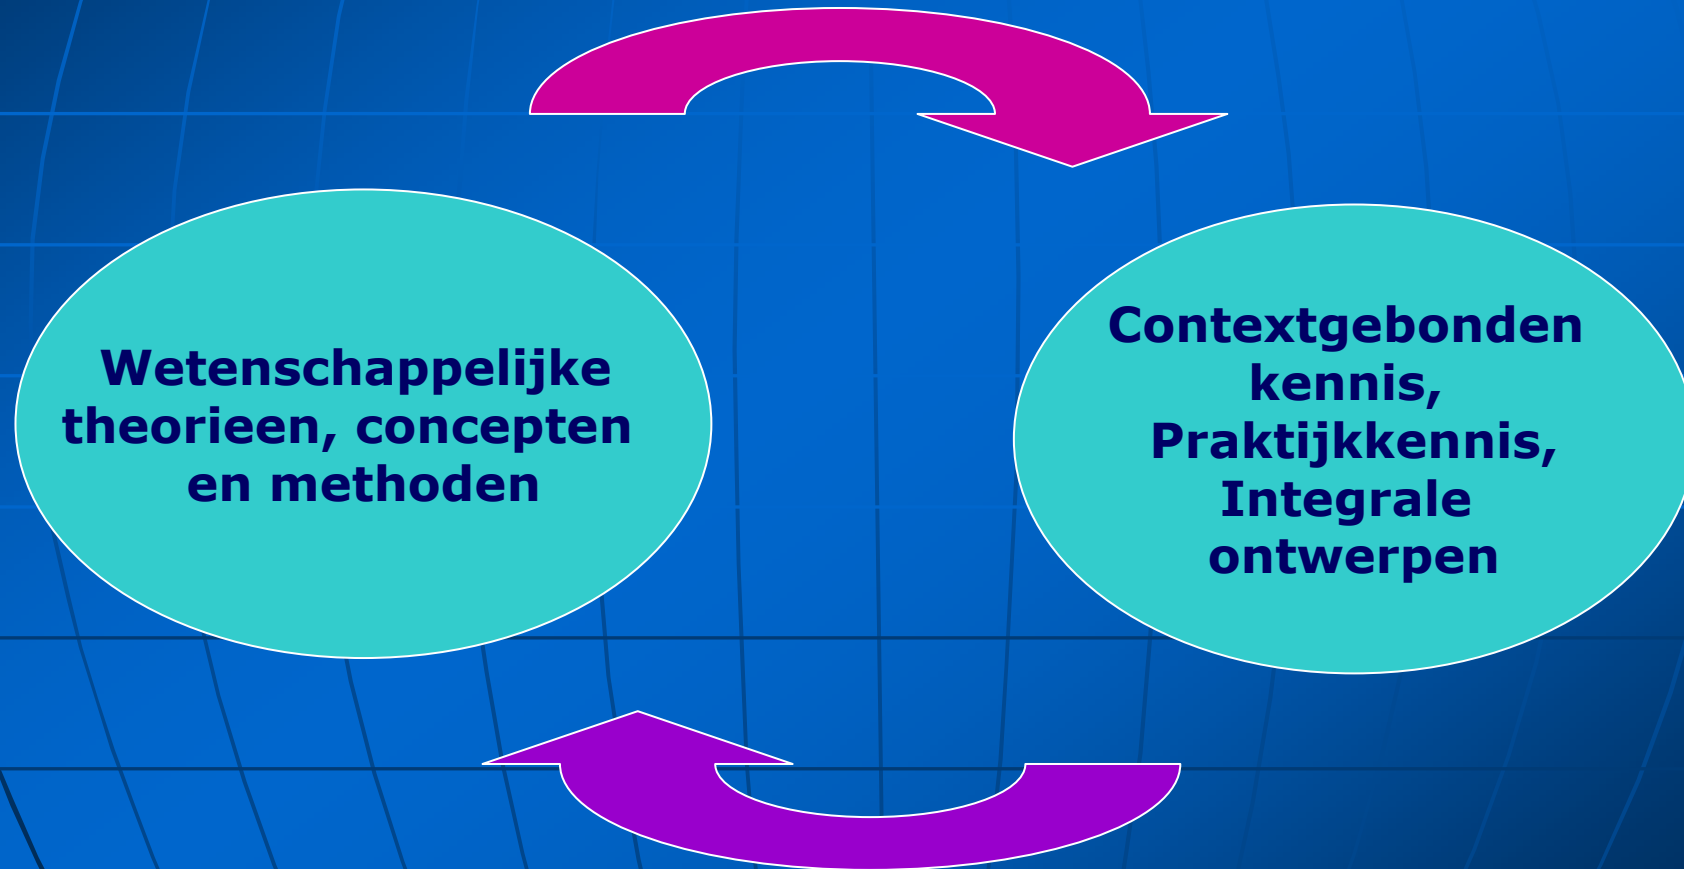 Wetenschappelijke
theorieen, concepten
en methoden
Contextgebonden
kennis,
Praktijkkennis,
Integrale
ontwerpen